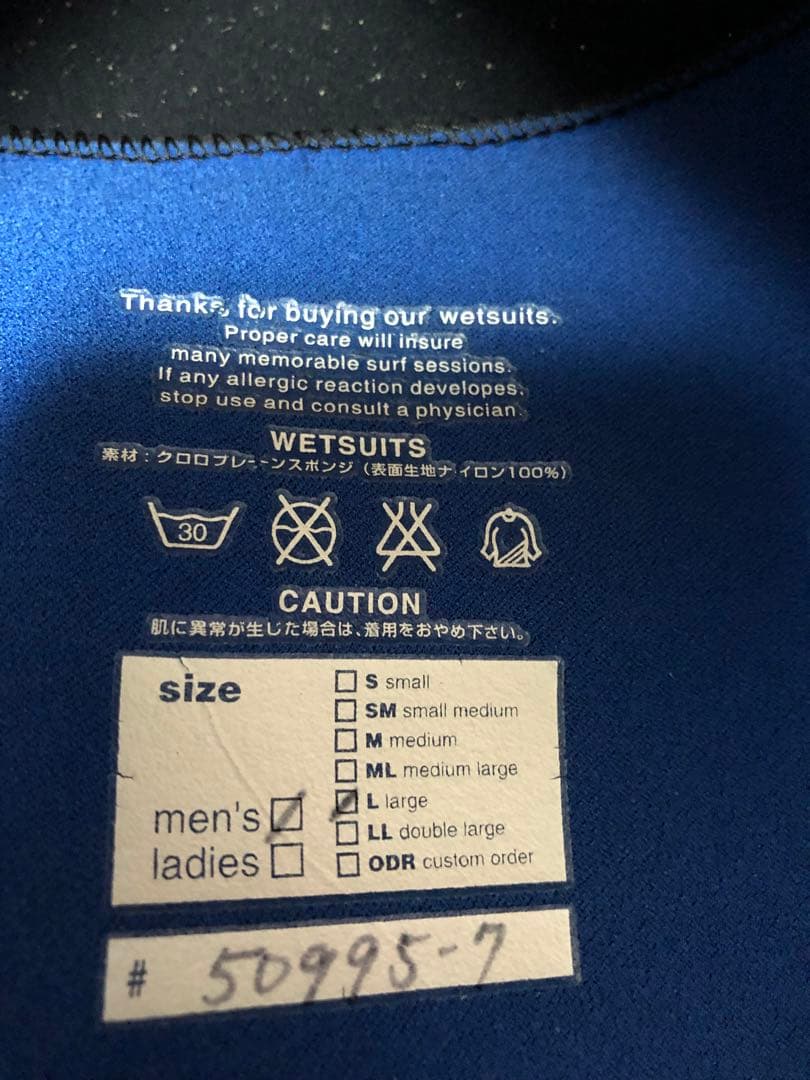 Thanks for buying our wetsuits.
Proper care will insure
many memorable surf sessions.
If any allergic reaction developes,
stop use and consult a physician.
WETSUITS
素材：クロロプレーンスポンジ（表面生地ナイロン100%）
30
CAUTION
肌に異常が生じた場合は、着用をおやめ下さい。
size
S small
SM small medium
M medium
ML medium large
L large
LL double large
ODR custom order
men's
ladies
# 50995-7